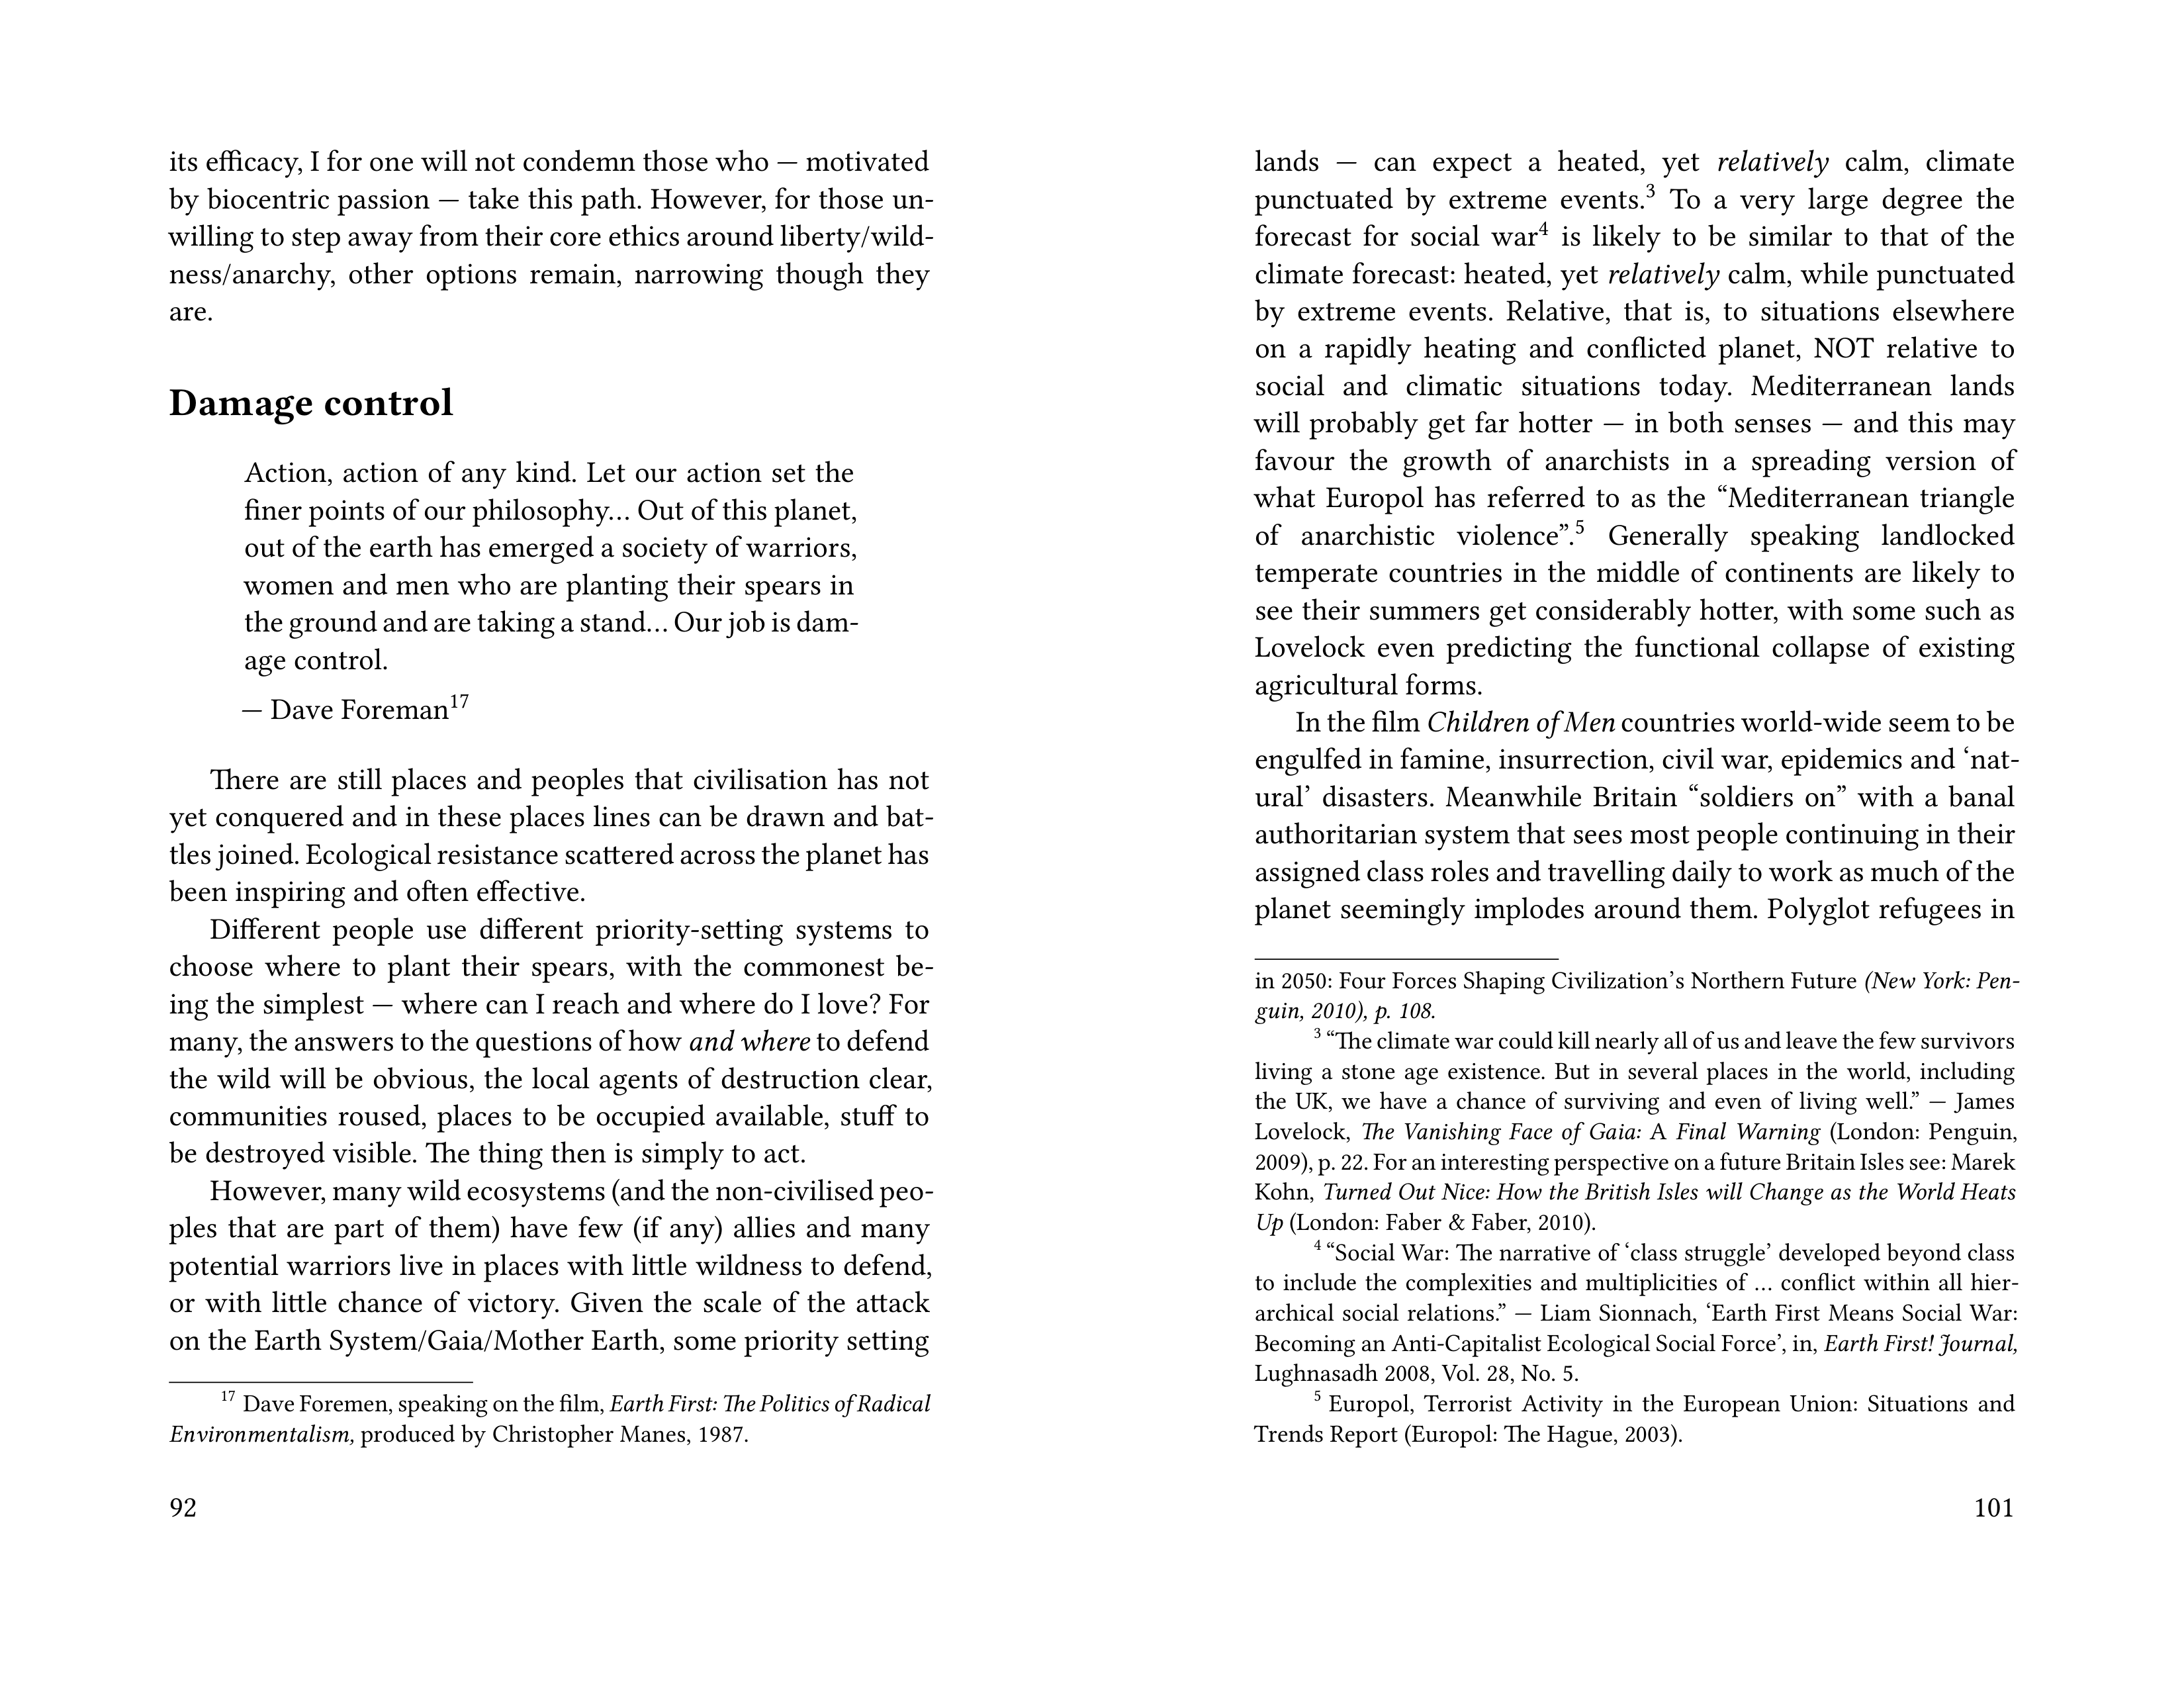 its efficacy, I for one will not condemn those who — motivated
by biocentric passion — take this path. However, for those un-
willing to step away from their core ethics around liberty/wild-
ness/anarchy, other options remain, narrowing though they
are.
Damage control
Action, action of any kind. Let our action set the
finer points of our philosophy… Out of this planet,
out of the earth has emerged a society of warriors,
women and men who are planting their spears in
the ground and are taking a stand… Our job is dam-
age control.
— Dave Foreman17
There are still places and peoples that civilisation has not
yet conquered and in these places lines can be drawn and bat-
tles joined. Ecological resistance scattered across the planet has
been inspiring and often effective.
Different people use different priority-setting systems to
choose where to plant their spears, with the commonest be-
ing the simplest — where can I reach and where do I love? For
many, the answers to the questions of how and where to defend
the wild will be obvious, the local agents of destruction clear,
communities roused, places to be occupied available, stuff to
be destroyed visible. The thing then is simply to act.
However, many wild ecosystems (and the non-civilised peo-
ples that are part of them) have few (if any) allies and many
potential warriors live in places with little wildness to defend,
or with little chance of victory. Given the scale of the attack
on the Earth System/Gaia/Mother Earth, some priority setting
17 Dave Foremen, speaking on the film, Earth First: The Politics of Radical
Environmentalism, produced by Christopher Manes, 1987.
92
lands — can expect a heated, yet relatively calm, climate
punctuated by extreme events.3 To a very large degree the
forecast for social war4 is likely to be similar to that of the
climate forecast: heated, yet relatively calm, while punctuated
by extreme events. Relative, that is, to situations elsewhere
on a rapidly heating and conflicted planet, NOT relative to
social and climatic situations today. Mediterranean lands
will probably get far hotter — in both senses — and this may
favour the growth of anarchists in a spreading version of
what Europol has referred to as the “Mediterranean triangle
of anarchistic violence”.5 Generally speaking landlocked
temperate countries in the middle of continents are likely to
see their summers get considerably hotter, with some such as
Lovelock even predicting the functional collapse of existing
agricultural forms.
In the film Children of Men countries world-wide seem to be
engulfed in famine, insurrection, civil war, epidemics and ‘nat-
ural’ disasters. Meanwhile Britain “soldiers on” with a banal
authoritarian system that sees most people continuing in their
assigned class roles and travelling daily to work as much of the
planet seemingly implodes around them. Polyglot refugees in
in 2050: Four Forces Shaping Civilization’s Northern Future (New York: Pen-
guin, 2010), p. 108.
3 “The climate war could kill nearly all of us and leave the few survivors
living a stone age existence. But in several places in the world, including
the UK, we have a chance of surviving and even of living well.” — James
Lovelock, The Vanishing Face of Gaia: A Final Warning (London: Penguin,
2009), p. 22. For an interesting perspective on a future Britain Isles see: Marek
Kohn, Turned Out Nice: How the British Isles will Change as the World Heats
Up (London: Faber & Faber, 2010).
4 “Social War: The narrative of ‘class struggle’ developed beyond class
to include the complexities and multiplicities of … conflict within all hier-
archical social relations.” — Liam Sionnach, ‘Earth First Means Social War:
Becoming an Anti-Capitalist Ecological Social Force’, in, Earth First! Journal,
Lughnasadh 2008, Vol. 28, No. 5.
5 Europol, Terrorist Activity in the European Union: Situations and
Trends Report (Europol: The Hague, 2003).
101